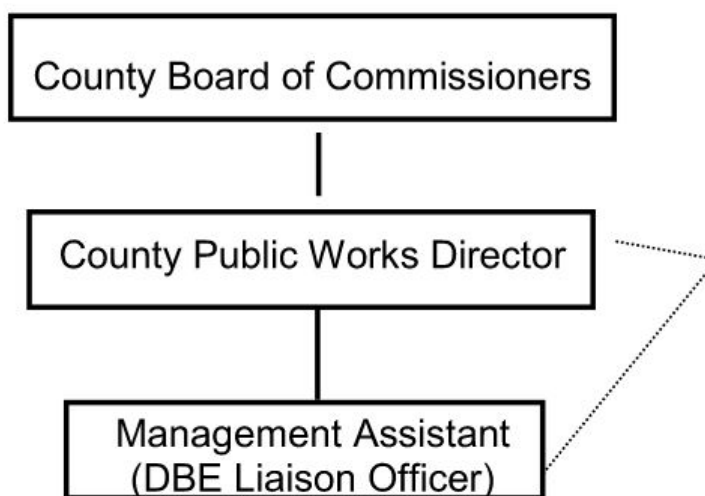 County Board of Commissioners
County Public Works Director
Management Assistant
(DBE Liaison Officer)